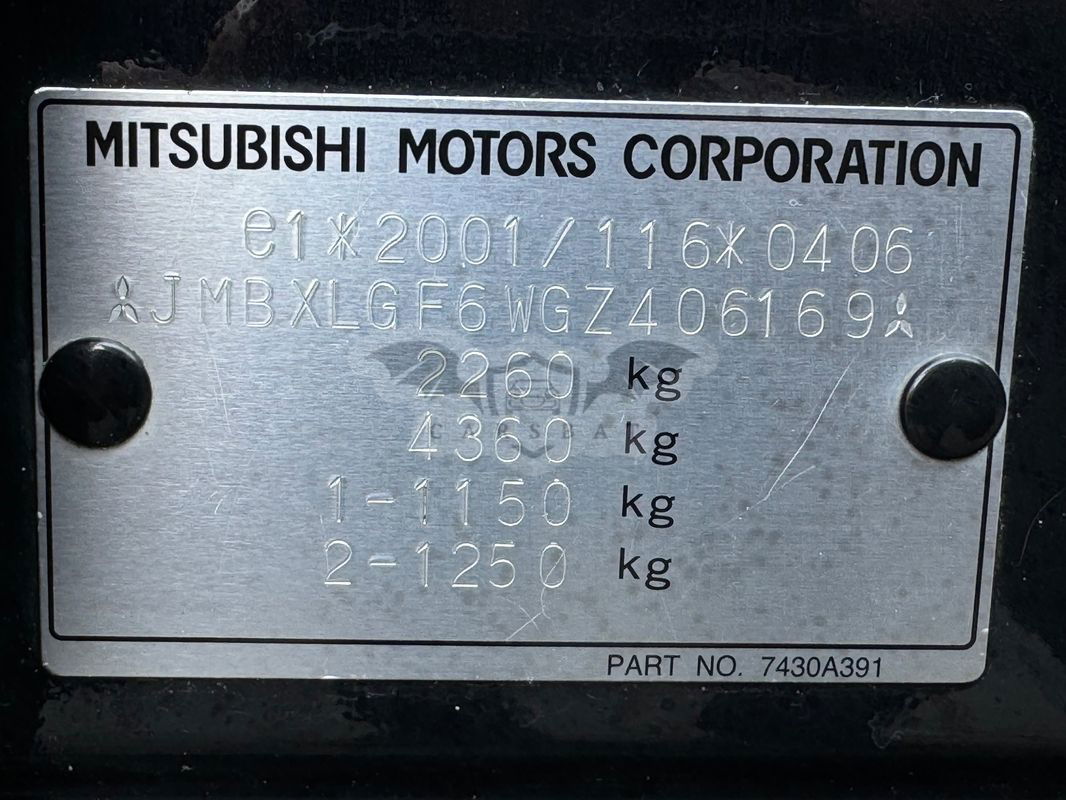 MITSUBISHI MOTORS CORPORATION
e1*2001/116*0406
JMBXLGF6WGZ406169
2260 kg
CARSBAT
4360 kg
1-1150 kg
2-1250 kg
PART NO. 7430A391